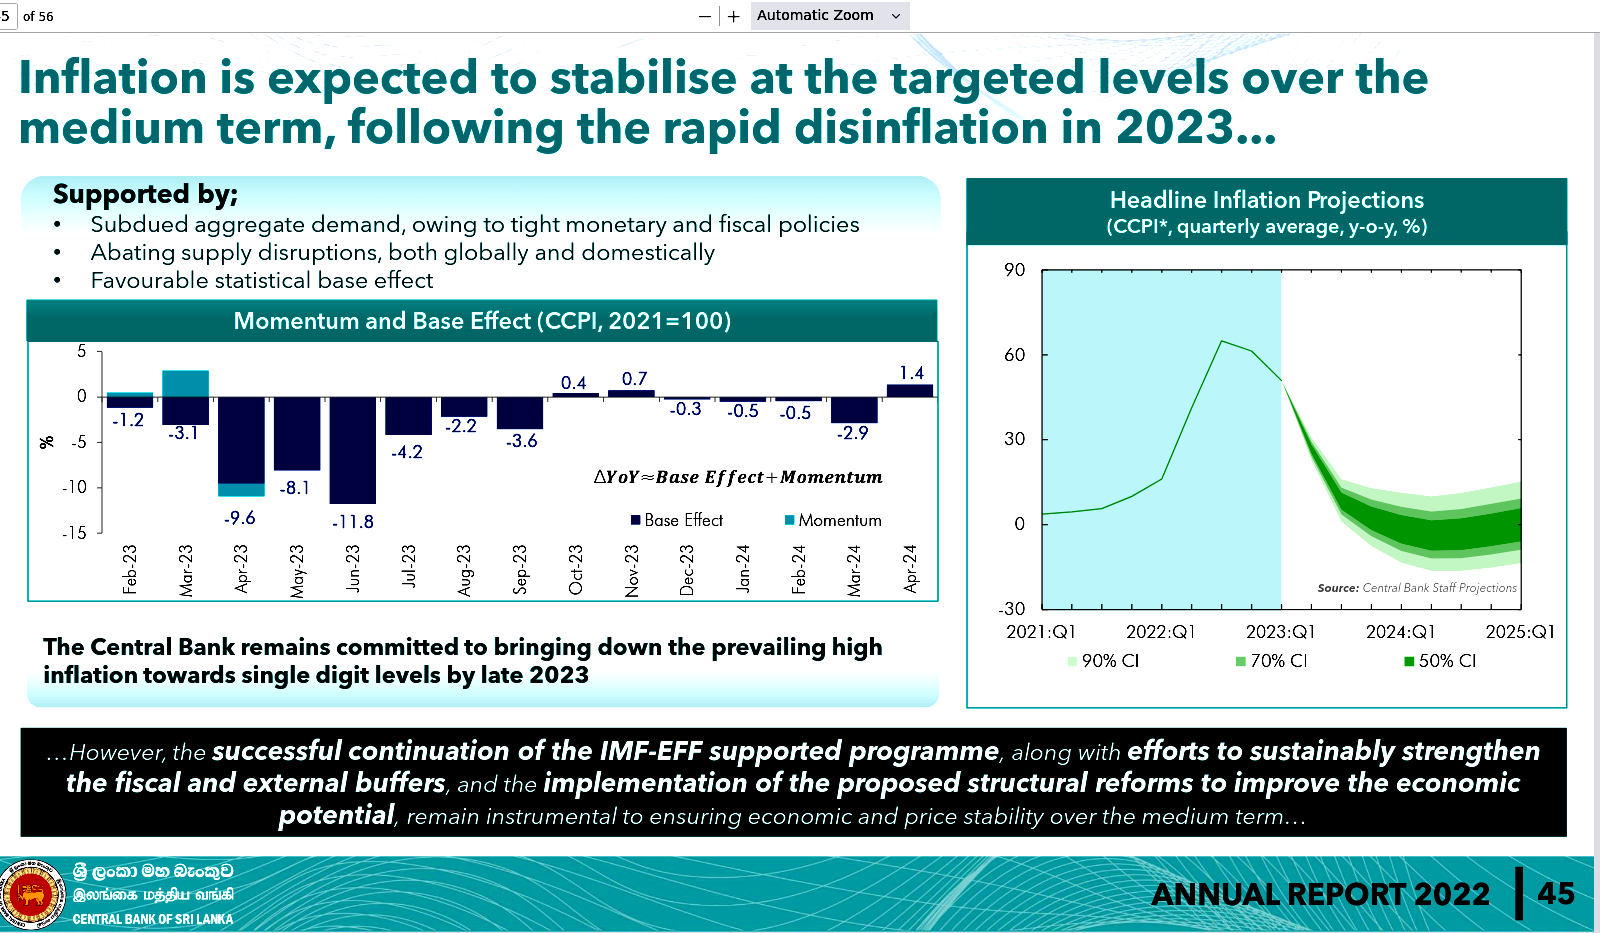 5 of 56
− + Automatic Zoom
Inflation is expected to stabilise at the targeted levels over the
medium term, following the rapid disinflation in 2023...
Supported by;
• Subdued aggregate demand, owing to tight monetary and fiscal policies
• Abating supply disruptions, both globally and domestically
• Favourable statistical base effect
Momentum and Base Effect (CCPI, 2021=100)
5
0
-5
-10
-15
%
-1.2
-3.1
-9.6
-8.1
-11.8
-4.2
-2.2
-3.6
0.4
0.7
-0.3
-0.5
-0.5
-2.9
1.4
ΔYoY≈Base Effect+Momentum
Base Effect Momentum
Feb-23
Mar-23
Apr-23
May-23
Jun-23
Jul-23
Aug-23
Sep-23
Oct-23
Nov-23
Dec-23
Jan-24
Feb-24
Mar-24
Apr-24
The Central Bank remains committed to bringing down the prevailing high
inflation towards single digit levels by late 2023
Headline Inflation Projections
(CCPI*, quarterly average, y-o-y, %)
90
60
30
0
-30
Source: Central Bank Staff Projections
2021:Q1 2022:Q1 2023:Q1 2024:Q1 2025:Q1
90% CI 70% CI 50% CI
...However, the successful continuation of the IMF-EFF supported programme, along with efforts to sustainably strengthen
the fiscal and external buffers, and the implementation of the proposed structural reforms to improve the economic
potential, remain instrumental to ensuring economic and price stability over the medium term...
ශ්‍රී ලංකා මහ බැංකුව
இலங்கை மத்திய வங்கி
CENTRAL BANK OF SRI LANKA
ANNUAL REPORT 2022 45